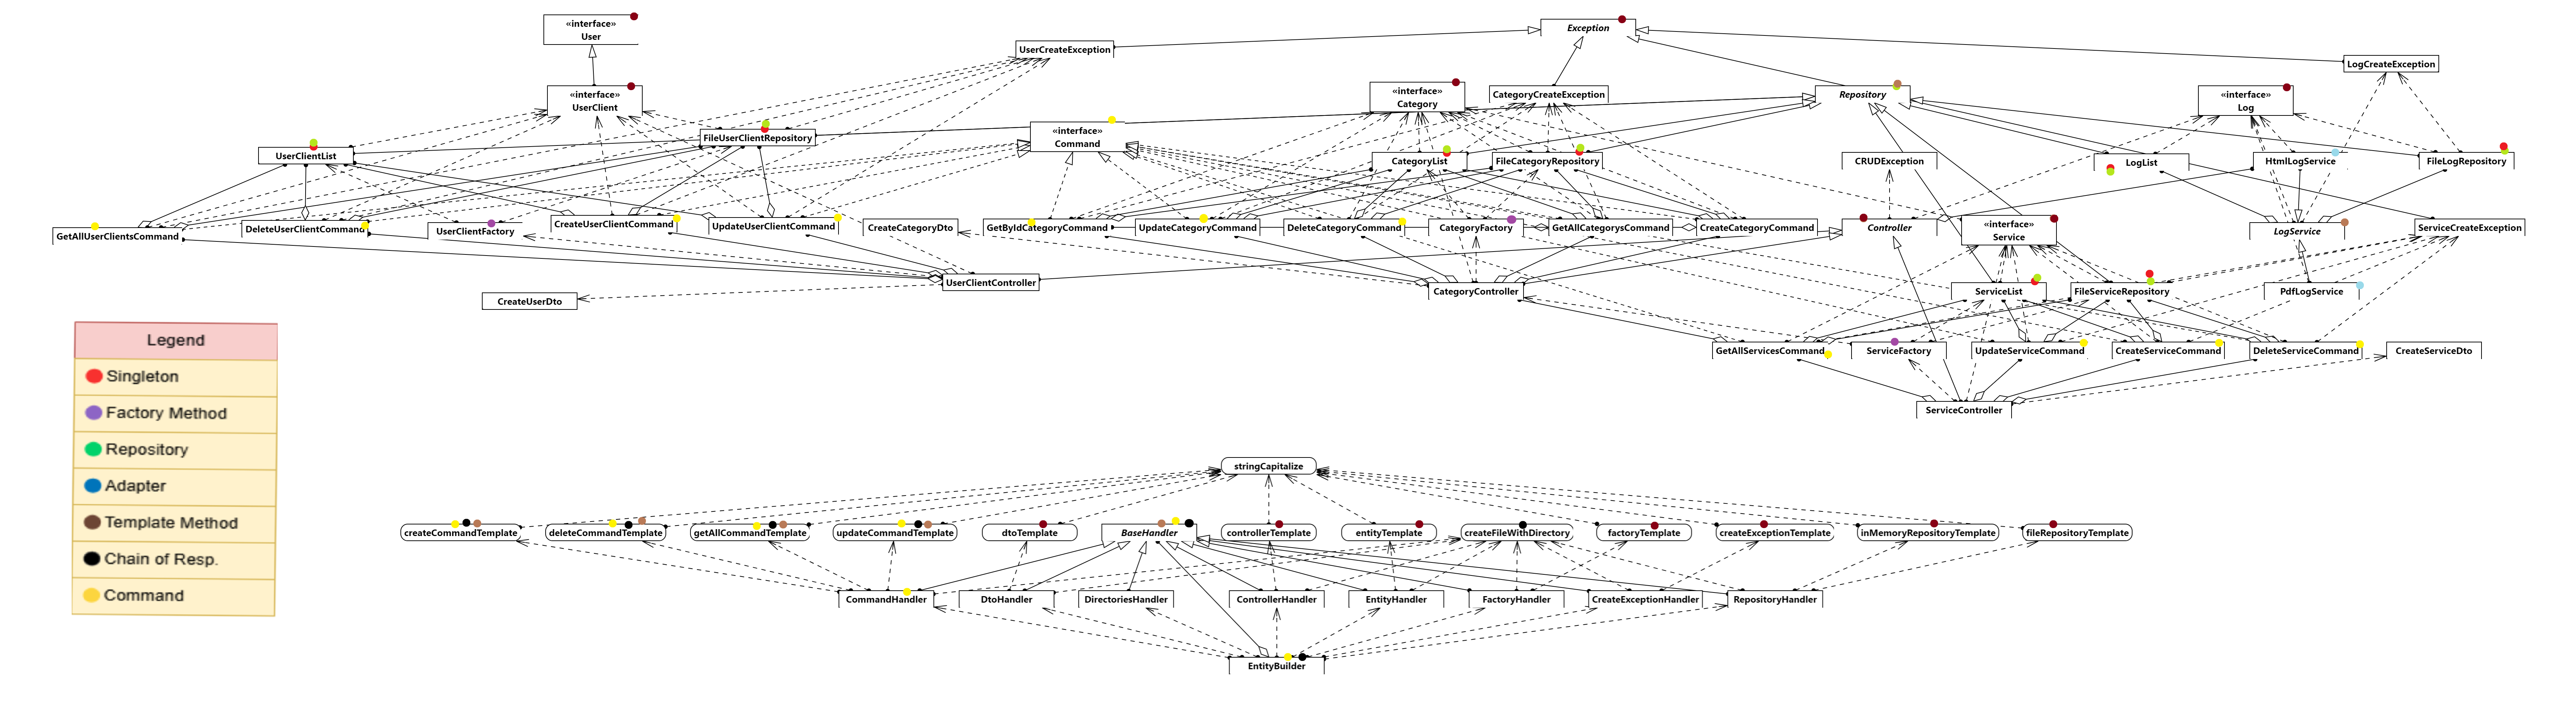 «interface»
User
Exception
UserCreateException
LogCreateException
«interface»
UserClient
«interface»
Category
CategoryCreateException
Repository
«interface»
Log
FileUserClientRepository
«interface»
Command
UserClientList
CategoryList
FileCategoryRepository
CRUDException
LogList
HtmlLogService
FileLogRepository
GetAllUserClientsCommand
DeleteUserClientCommand
UserClientFactory
CreateUserClientCommand
UpdateUserClientCommand
CreateCategoryDto
GetByIdCategoryCommand
UpdateCategoryCommand
DeleteCategoryCommand
CategoryFactory
GetAllCategorysCommand
CreateCategoryCommand
Controller
«interface»
Service
LogService
ServiceCreateException
UserClientController
CreateUserDto
CategoryController
ServiceList
FileServiceRepository
PdfLogService
GetAllServicesCommand
ServiceFactory
UpdateServiceCommand
CreateServiceCommand
DeleteServiceCommand
CreateServiceDto
ServiceController
Legend
Singleton
Factory Method
Repository
Adapter
Template Method
Chain of Resp.
Command
stringCapitalize
createCommandTemplate
deleteCommandTemplate
getAllCommandTemplate
updateCommandTemplate
dtoTemplate
BaseHandler
controllerTemplate
entityTemplate
createFileWithDirectory
factoryTemplate
createExceptionTemplate
inMemoryRepositoryTemplate
fileRepositoryTemplate
CommandHandler
DtoHandler
DirectoriesHandler
ControllerHandler
EntityHandler
FactoryHandler
CreateExceptionHandler
RepositoryHandler
EntityBuilder